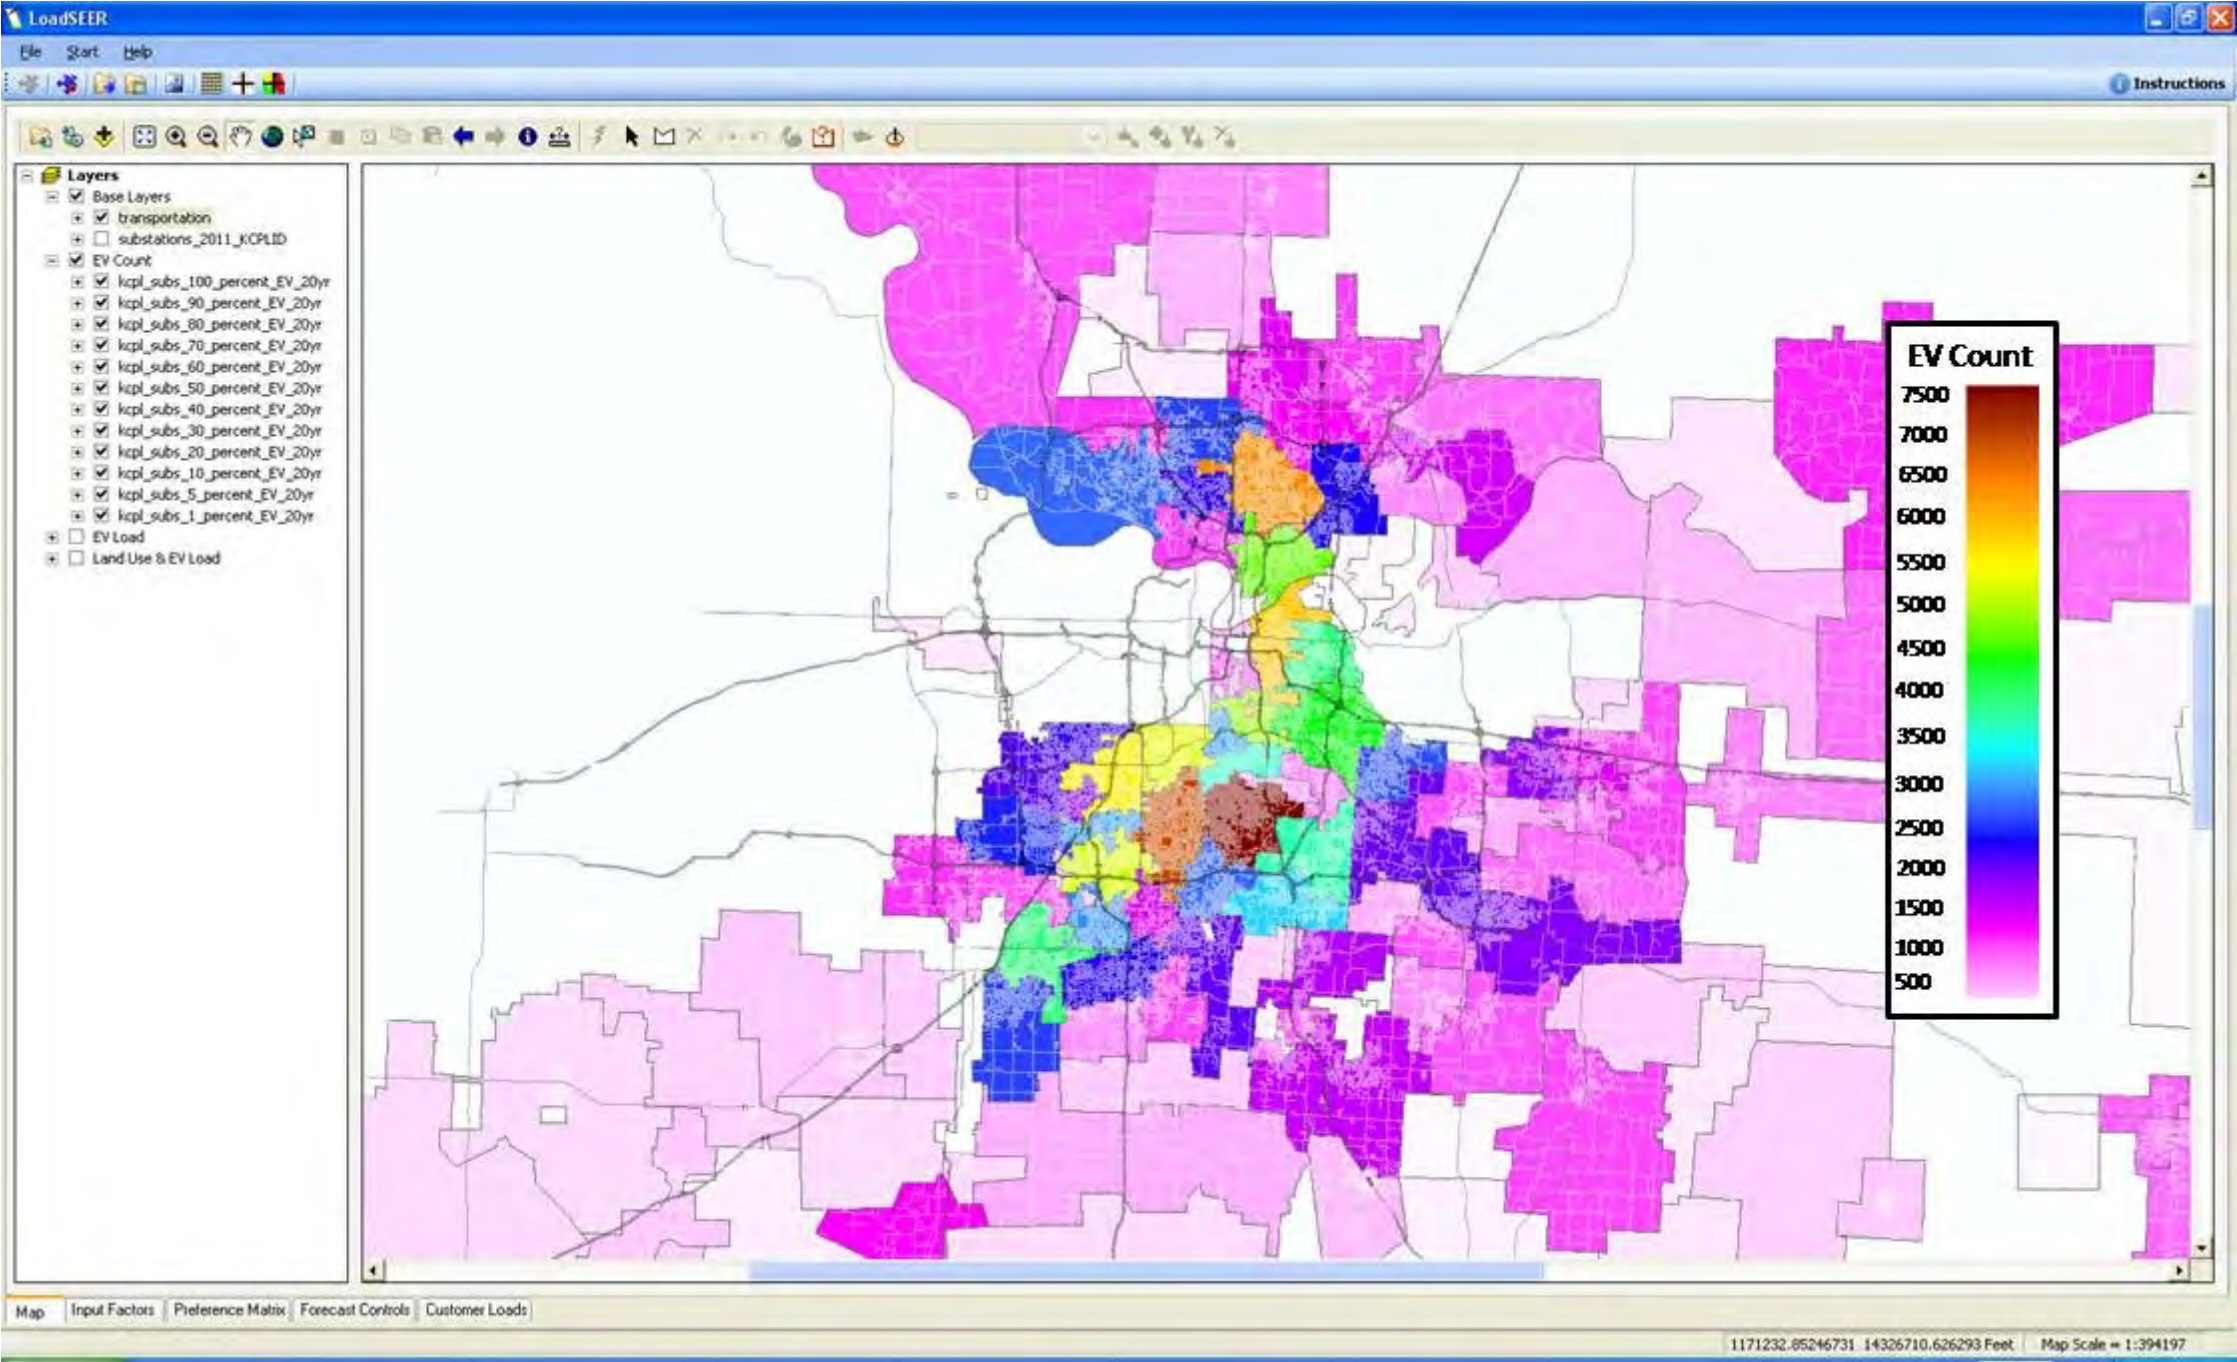 LoadSEER
File Start Help
Instructions
Layers
Base Layers
transportation
substations_2011_KCPLID
EV Count
kcpl_subs_100_percent_EV_20yr
kcpl_subs_90_percent_EV_20yr
kcpl_subs_80_percent_EV_20yr
kcpl_subs_70_percent_EV_20yr
kcpl_subs_60_percent_EV_20yr
kcpl_subs_50_percent_EV_20yr
kcpl_subs_40_percent_EV_20yr
kcpl_subs_30_percent_EV_20yr
kcpl_subs_20_percent_EV_20yr
kcpl_subs_10_percent_EV_20yr
kcpl_subs_5_percent_EV_20yr
kcpl_subs_1_percent_EV_20yr
EV Load
Land Use & EV Load
EV Count
7500
7000
6500
6000
5500
5000
4500
4000
3500
3000
2500
2000
1500
1000
500
Map Input Factors Preference Matrix Forecast Controls Customer Loads
1171232.85246731 14326710.626293 Feet Map Scale = 1:394197